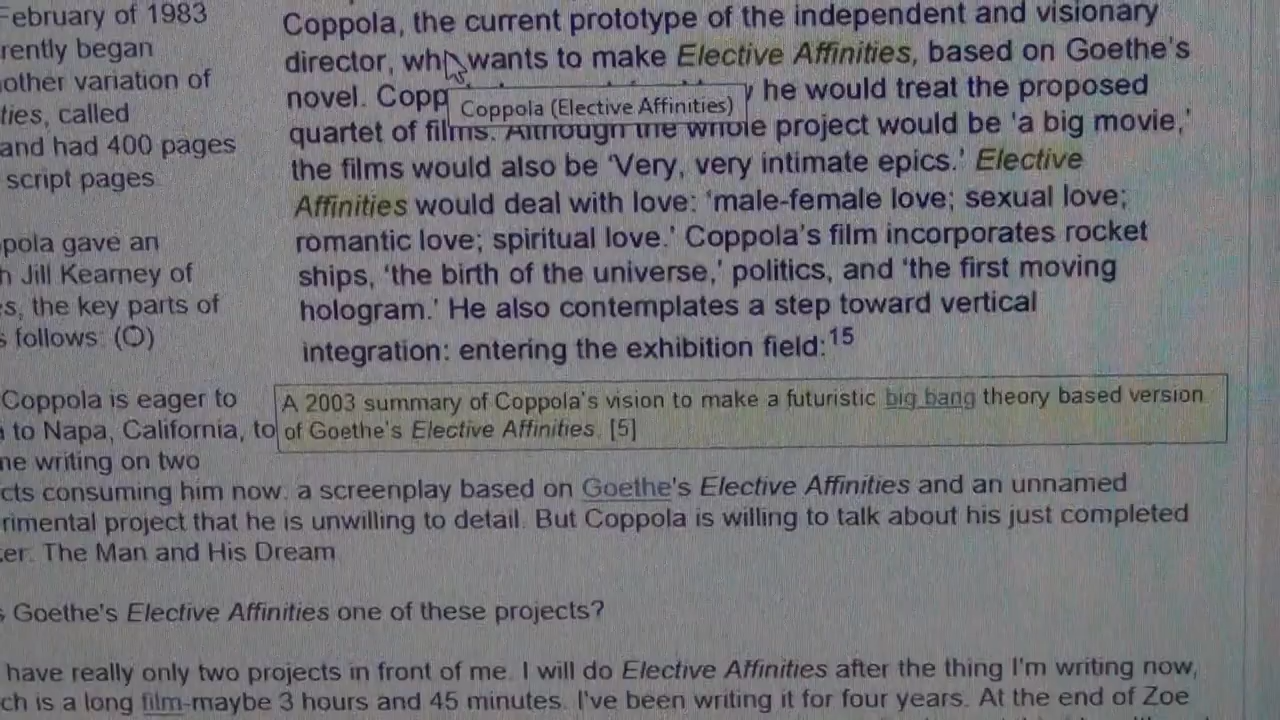 February of 1983
rently began
other variation of
ties, called
and had 400 pages
script pages
pola gave an
h Jill Kearney of
es, the key parts of
s follows: (O)
Coppola, the current prototype of the independent and visionary
director, wh wants to make Elective Affinities, based on Goethe's
novel. Copp he would treat the proposed
Coppola (Elective Affinities)
quartet of films. Although the whole project would be 'a big movie,'
the films would also be 'Very, very intimate epics.' Elective
Affinities would deal with love: 'male-female love; sexual love;
romantic love; spiritual love.' Coppola's film incorporates rocket
ships, 'the birth of the universe,' politics, and 'the first moving
hologram.' He also contemplates a step toward vertical
integration: entering the exhibition field:15
A 2003 summary of Coppola's vision to make a futuristic big bang theory based version
of Goethe's Elective Affinities. [5]
Coppola is eager to
to Napa, California, to
ne writing on two
cts consuming him now: a screenplay based on Goethe's Elective Affinities and an unnamed
rimental project that he is unwilling to detail. But Coppola is willing to talk about his just completed
er: The Man and His Dream
s Goethe's Elective Affinities one of these projects?
have really only two projects in front of me. I will do Elective Affinities after the thing I'm writing now,
ch is a long film-maybe 3 hours and 45 minutes. I've been writing it for four years. At the end of Zoe